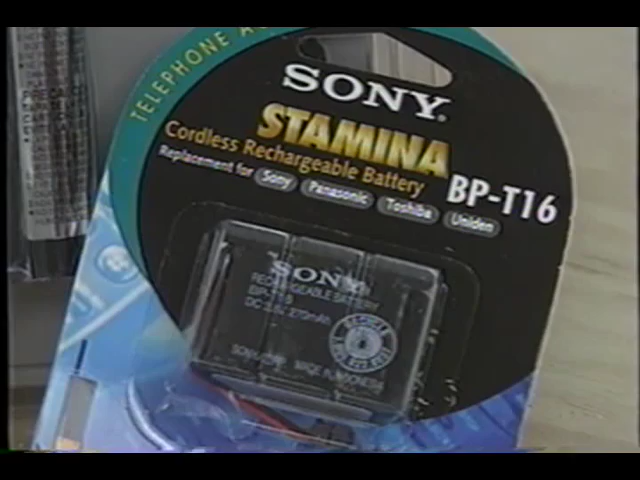 TELEPHONE
SONY
STAMINA
Cordless Rechargeable Battery
Replacement for Sony Panasonic Toshiba Uniden
BP-T16
SONY
RECHARGEABLE BATTERY